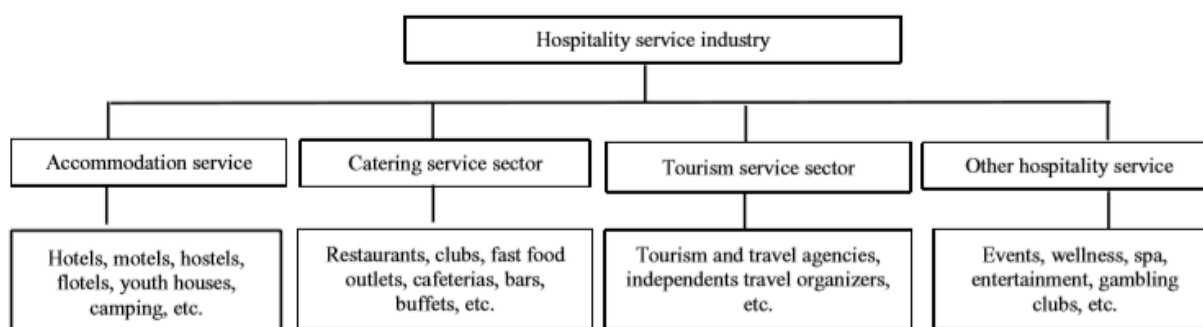 Hospitality service industry
Accommodation service
Catering service sector
Tourism service sector
Other hospitality service
Hotels, motels, hostels,
flotels, youth houses,
camping, etc.
Restaurants, clubs, fast food
outlets, cafeterias, bars,
buffets, etc.
Tourism and travel agencies,
independents travel organizers,
etc.
Events, wellness, spa,
entertainment, gambling
clubs, etc.